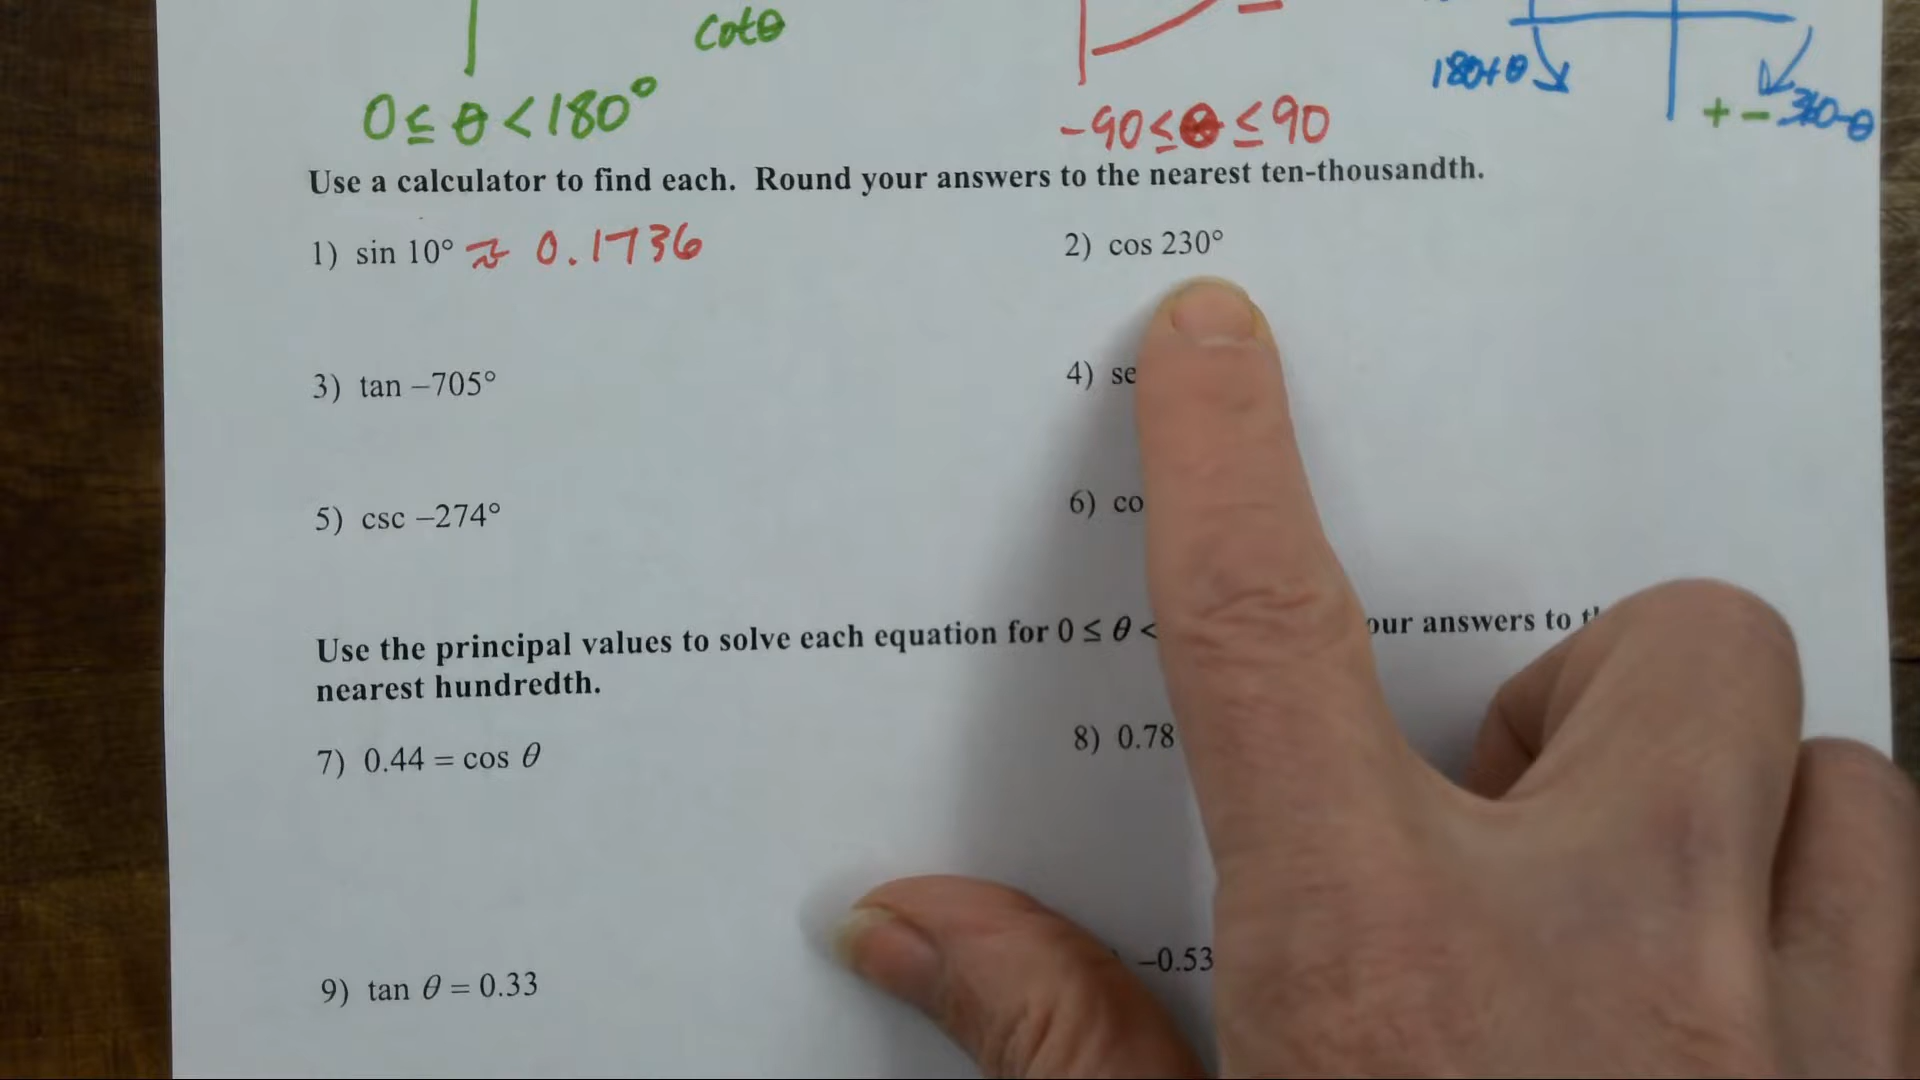 cotθ
180+θ
0 ≤ θ < 180°
-90 ≤ θ ≤ 90
+ - 360-θ
Use a calculator to find each. Round your answers to the nearest ten-thousandth.
1) sin 10° ≈ 0.1736
2) cos 230°
3) tan −705°
4) se
5) csc −274°
6) co
Use the principal values to solve each equation for 0 ≤ θ < our answers to
nearest hundredth.
7) 0.44 = cos θ
8) 0.78
9) tan θ = 0.33
−0.53